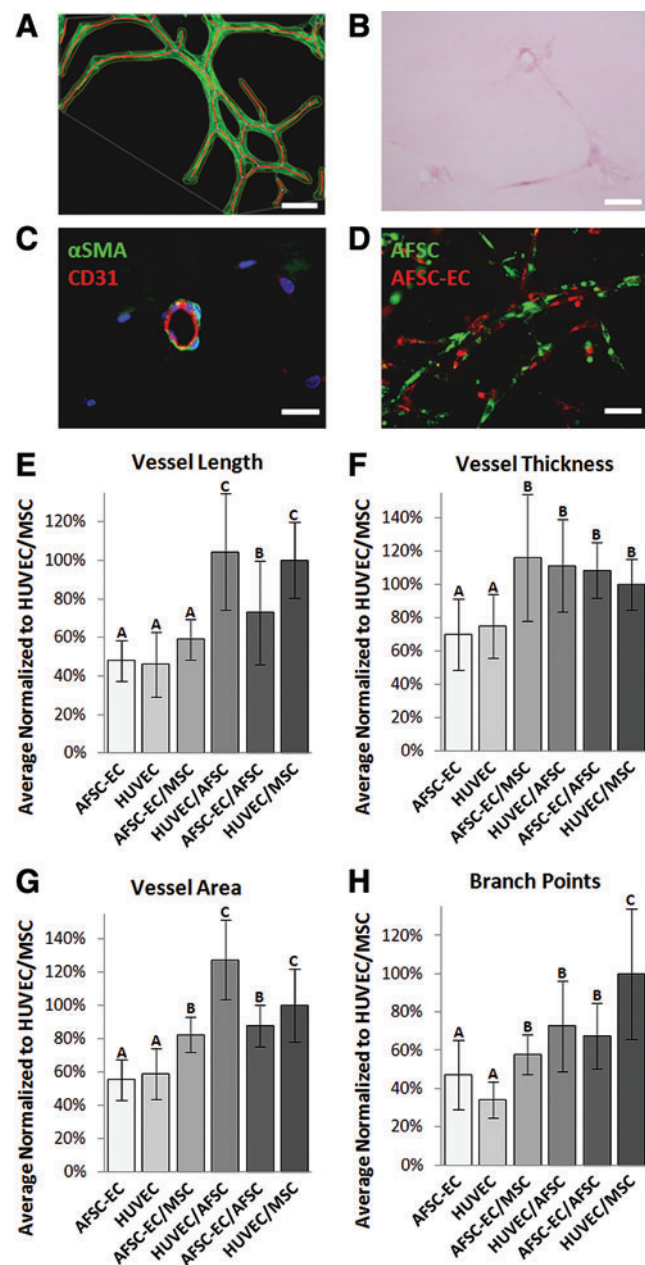 A
B
C
αSMA
CD31
D
AFSC
AFSC-EC
E
Vessel Length
Average Normalized to HUVEC/MSC
120%
100%
80%
60%
40%
20%
0%
A
A
A
C
B
C
AFSC-EC
HUVEC
AFSC-EC/MSC
HUVEC/AFSC
AFSC-EC/AFSC
HUVEC/MSC
F
Vessel Thickness
Average Normalized to HUVEC/MSC
140%
120%
100%
80%
60%
40%
20%
0%
A
A
B
B
B
B
AFSC-EC
HUVEC
AFSC-EC/MSC
HUVEC/AFSC
AFSC-EC/AFSC
HUVEC/MSC
G
Vessel Area
Average Normalized to HUVEC/MSC
140%
120%
100%
80%
60%
40%
20%
0%
A
A
B
C
B
C
AFSC-EC
HUVEC
AFSC-EC/MSC
HUVEC/AFSC
AFSC-EC/AFSC
HUVEC/MSC
H
Branch Points
Average Normalized to HUVEC/MSC
120%
100%
80%
60%
40%
20%
0%
A
A
B
B
B
C
AFSC-EC
HUVEC
AFSC-EC/MSC
HUVEC/AFSC
AFSC-EC/AFSC
HUVEC/MSC